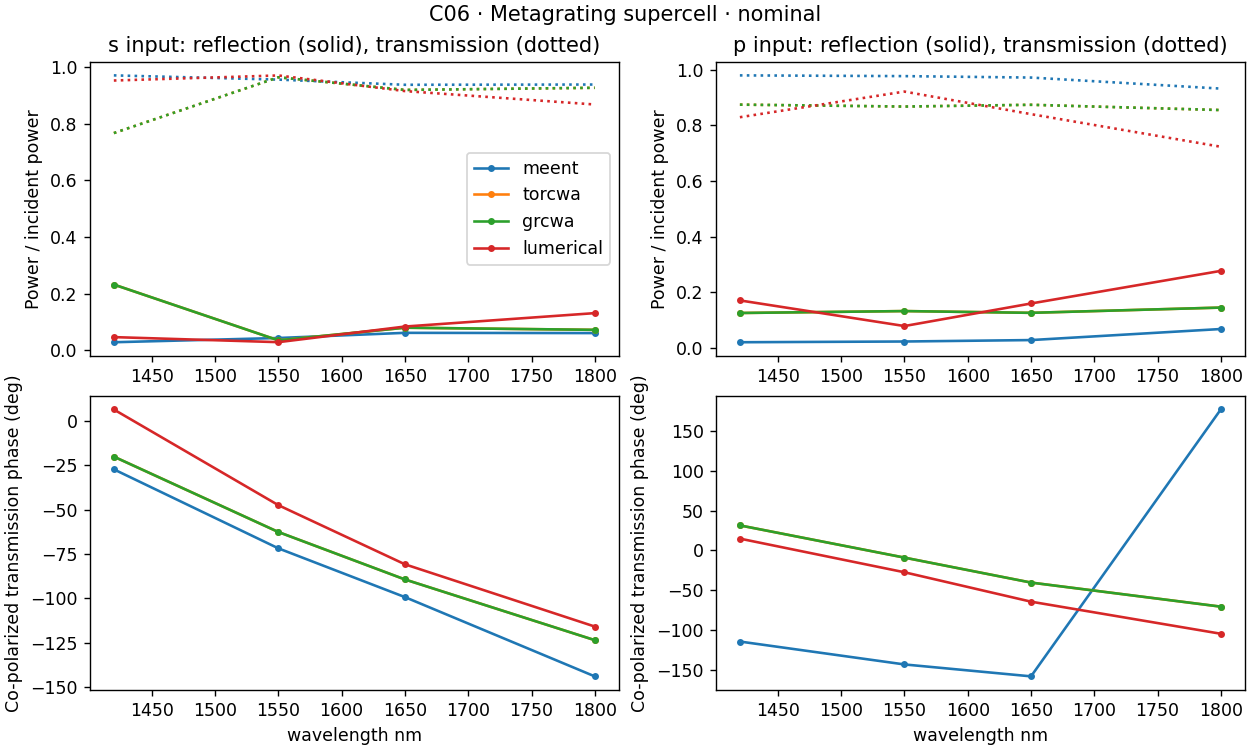 C06 · Metagrating supercell · nominal
s input: reflection (solid), transmission (dotted)
Power / incident power
1.0
0.8
0.6
0.4
0.2
0.0
meent
torcwa
grcwa
lumerical
1450 1500 1550 1600 1650 1700 1750 1800
p input: reflection (solid), transmission (dotted)
Power / incident power
1.0
0.8
0.6
0.4
0.2
0.0
1450 1500 1550 1600 1650 1700 1750 1800
Co-polarized transmission phase (deg)
0
−25
−50
−75
−100
−125
−150
1450 1500 1550 1600 1650 1700 1750 1800
wavelength nm
Co-polarized transmission phase (deg)
150
100
50
0
−50
−100
−150
1450 1500 1550 1600 1650 1700 1750 1800
wavelength nm